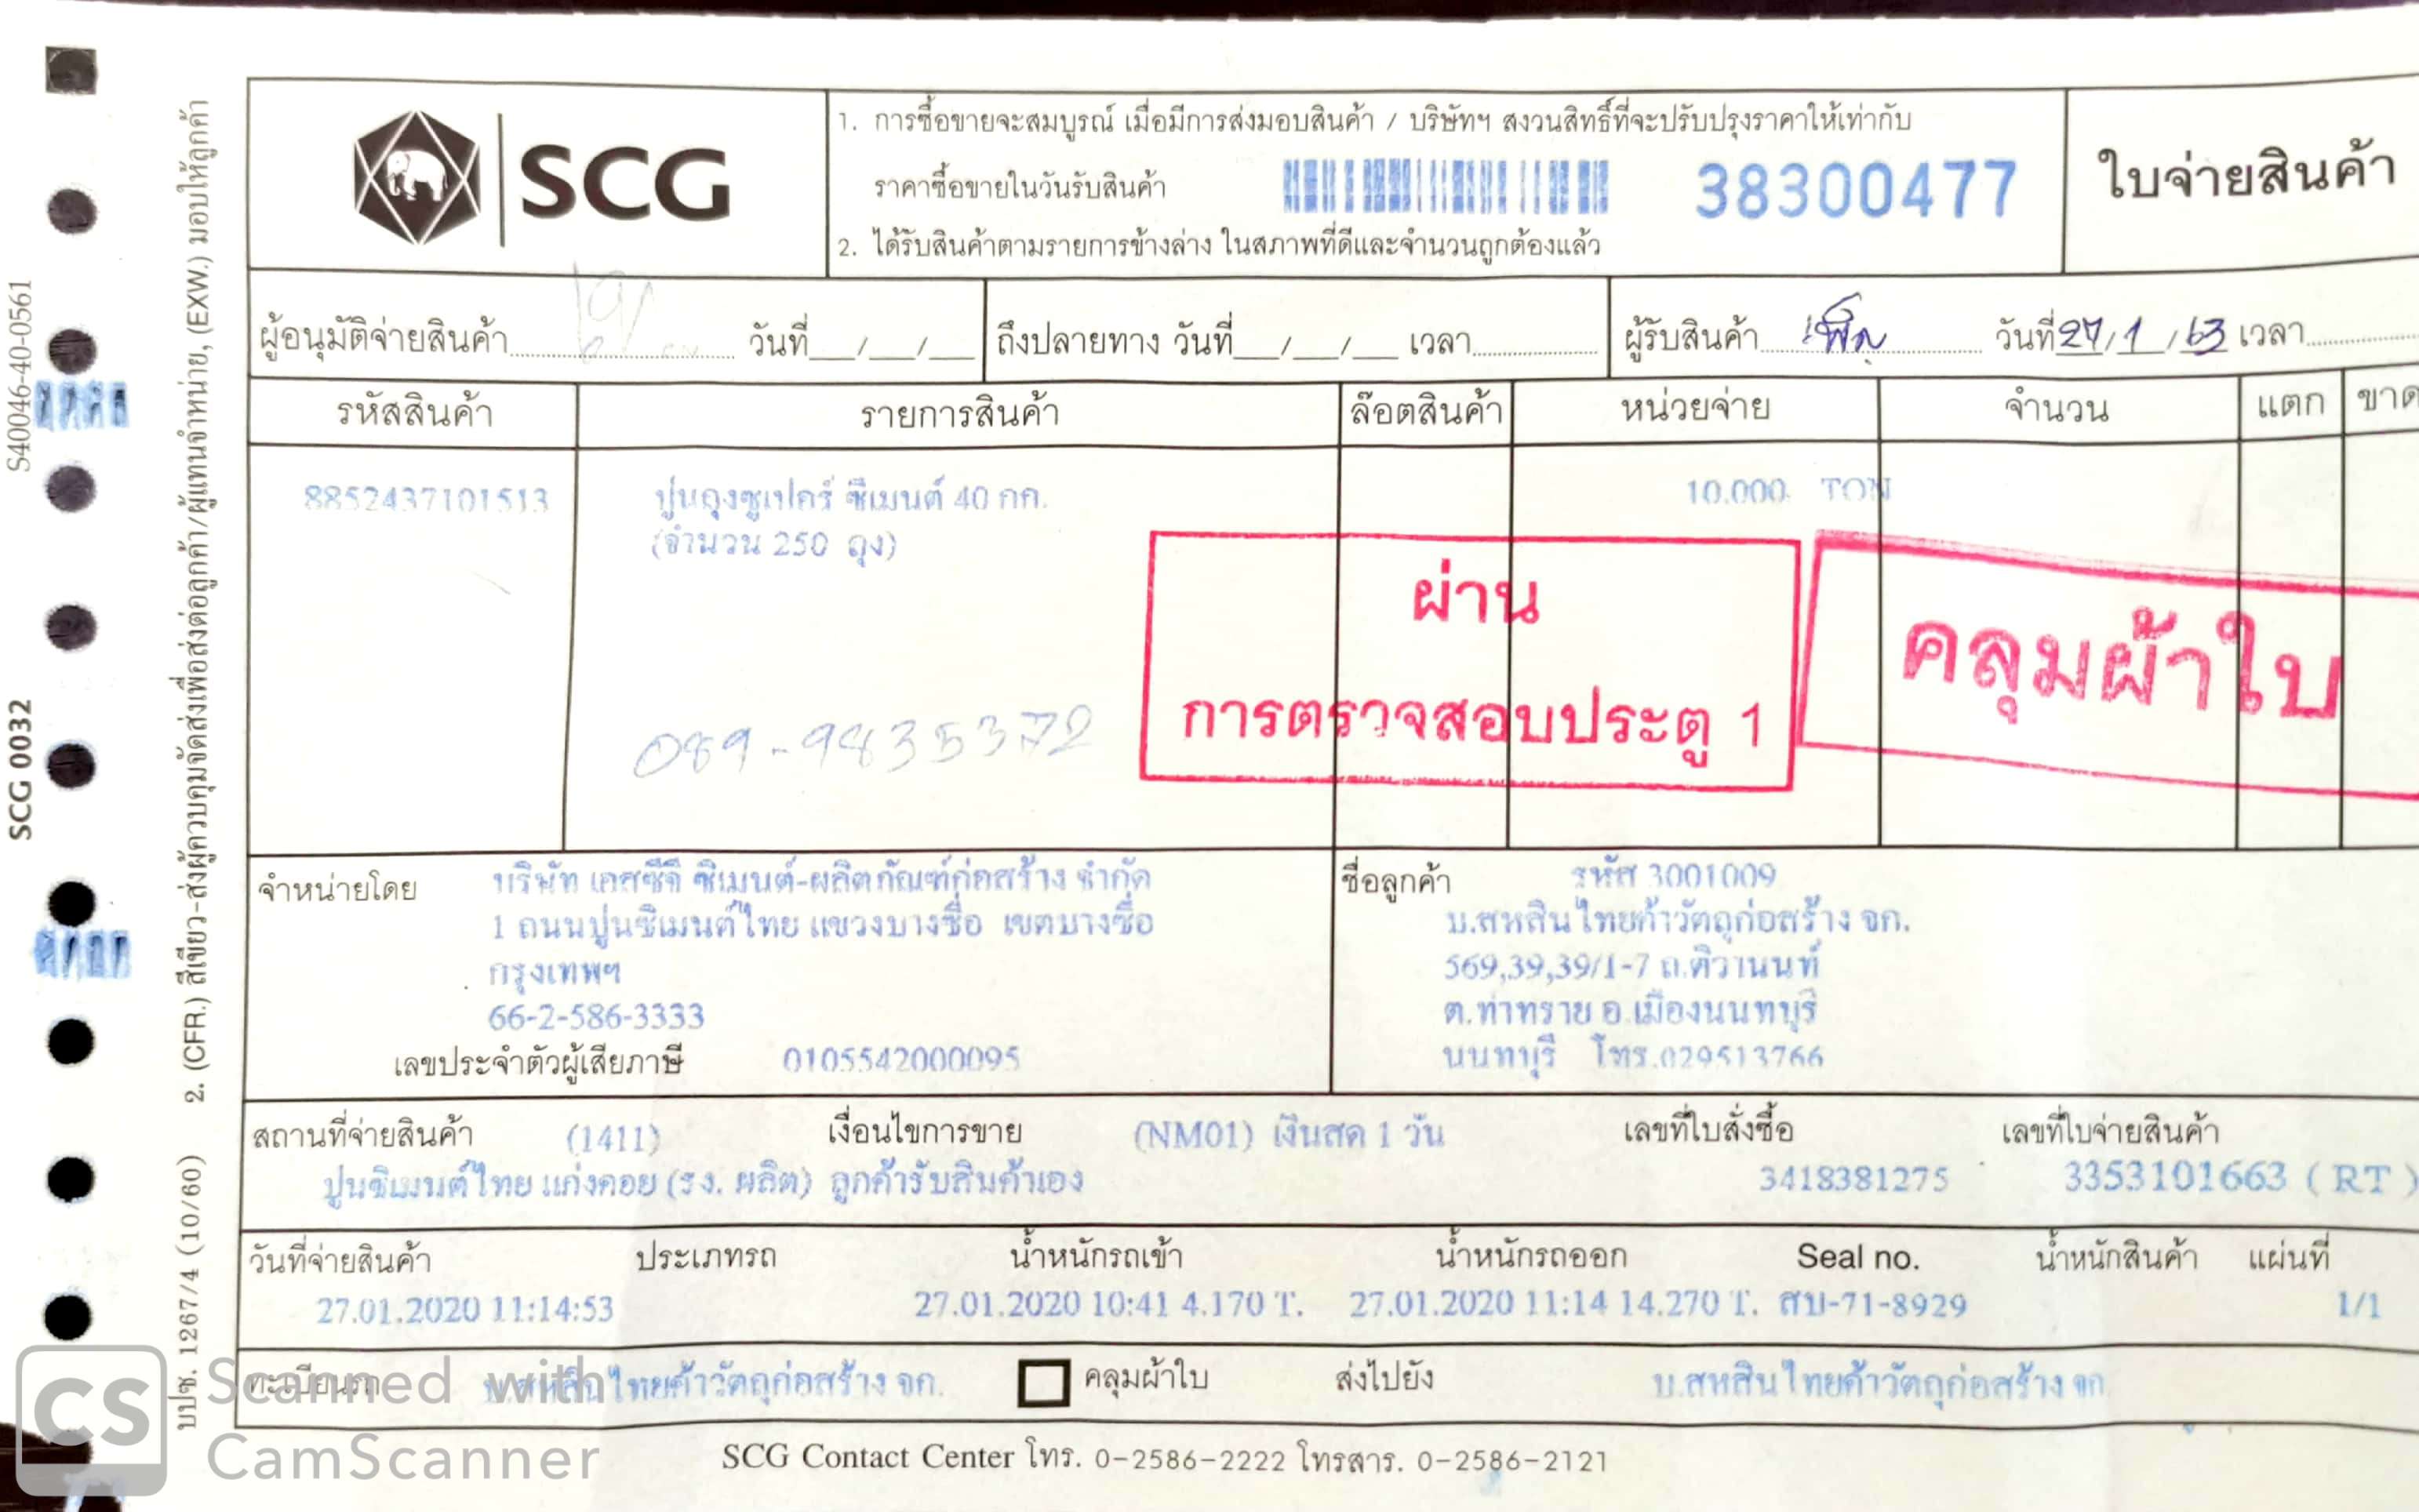 SCG
1. การซื้อขายจะสมบูรณ์ เมื่อมีการส่งมอบสินค้า / บริษัทฯ สงวนสิทธิ์ที่จะปรับปรุงราคาให้เท่ากับ
ราคาซื้อขายในวันรับสินค้า
38300477
2. ได้รับสินค้าตามรายการข้างล่าง ในสภาพที่ดีและจำนวนถูกต้องแล้ว
ใบจ่ายสินค้า
ผู้อนุมัติจ่ายสินค้า วันที่ __/__/__ ถึงปลายทาง วันที่ __/__/__ เวลา ผู้รับสินค้า วันที่ 27/1/63 เวลา
รหัสสินค้า รายการสินค้า ล๊อตสินค้า หน่วยจ่าย จำนวน แตก ขาด
8852437101513 ปูนถุงซูเปอร์ ซีเมนต์ 40 กก. 10.000 TON
(จำนวน 250 ถุง)
ผ่าน
การตรวจสอบประตู 1
คลุมผ้าใบ
089-9835372
จำหน่ายโดย บริษัท เอสซีจี ซิเมนต์-ผลิตภัณฑ์ก่อสร้าง จำกัด
1 ถนนปูนซิเมนต์ไทย แขวงบางซื่อ เขตบางซื่อ
กรุงเทพฯ
66-2-586-3333
เลขประจำตัวผู้เสียภาษี 0105542000095
ชื่อลูกค้า รหัส 3001009
บ.สหสินไทยค้าวัตถุก่อสร้าง จก.
569,39,39/1-7 ถ.ติวานนท์
ต.ท่าทราย อ.เมืองนนทบุรี
นนทบุรี โทร.029513766
สถานที่จ่ายสินค้า (1411) เงื่อนไขการขาย (NM01) เงินสด 1 วัน เลขที่ใบสั่งซื้อ เลขที่ใบจ่ายสินค้า
ปูนซิเมนต์ไทย แก่งคอย (รง. ผลิต) ลูกค้ารับสินค้าเอง 3418381275 3353101663 ( RT )
วันที่จ่ายสินค้า ประเภทรถ น้ำหนักรถเข้า น้ำหนักรถออก Seal no. น้ำหนักสินค้า แผ่นที่
27.01.2020 11:14:53 27.01.2020 10:41 4.170 T. 27.01.2020 11:14 14.270 T. สบ-71-8929 1/1
ทะเบียนรถ บ.สหสินไทยค้าวัตถุก่อสร้าง จก. คลุมผ้าใบ ส่งไปยัง บ.สหสินไทยค้าวัตถุก่อสร้าง จก
SCG Contact Center โทร. 0-2586-2222 โทรสาร. 0-2586-2121
S40046-40-0561
SCG 0032
2. (CFR.) สีเขียว-ส่งผู้ควบคุมจัดส่งเพื่อส่งต่อลูกค้า/ผู้แทนจำหน่าย, (EXW.) มอบให้ลูกค้า
บปซ. 1267/4 (10/60)
CS
Scanned with
CamScanner